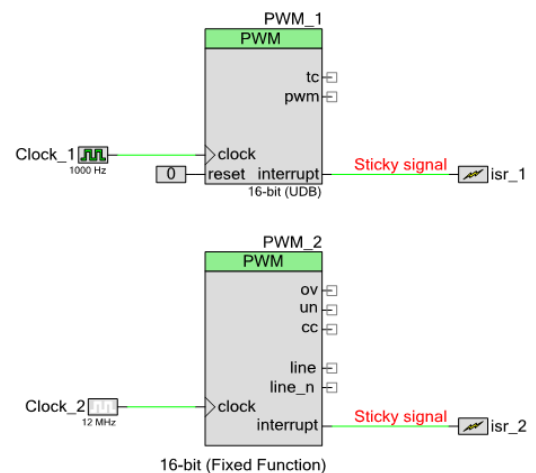 PWM_1
PWM
tc
pwm
Clock_1
1000 Hz
clock
0
reset
interrupt
Sticky signal
isr_1
16-bit (UDB)
PWM_2
PWM
ov
un
cc
line
line_n
Clock_2
12 MHz
clock
interrupt
Sticky signal
isr_2
16-bit (Fixed Function)